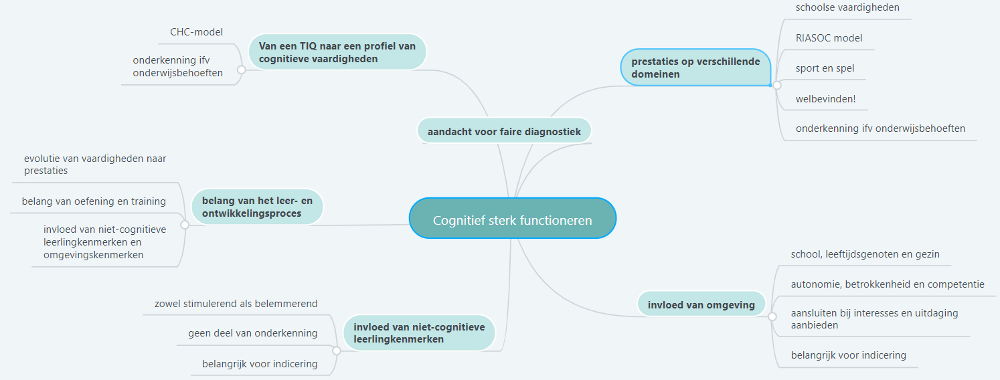 CHC-model
onderkenning ifv
onderwijsbehoeften
Van een TIQ naar een profiel van
cognitieve vaardigheden
schoolse vaardigheden
RIASOC model
sport en spel
welbevinden!
onderkenning ifv onderwijsbehoeften
prestaties op verschillende
domeinen
aandacht voor faire diagnostiek
evolutie van vaardigheden naar
prestaties
belang van oefening en training
invloed van niet-cognitieve
leerlingkenmerken en
omgevingskenmerken
belang van het leer- en
ontwikkelingsproces
Cognitief sterk functioneren
zowel stimulerend als belemmerend
geen deel van onderkenning
belangrijk voor indicering
invloed van niet-cognitieve
leerlingkenmerken
invloed van omgeving
school, leeftijdsgenoten en gezin
autonomie, betrokkenheid en competentie
aansluiten bij interesses en uitdaging
aanbieden
belangrijk voor indicering